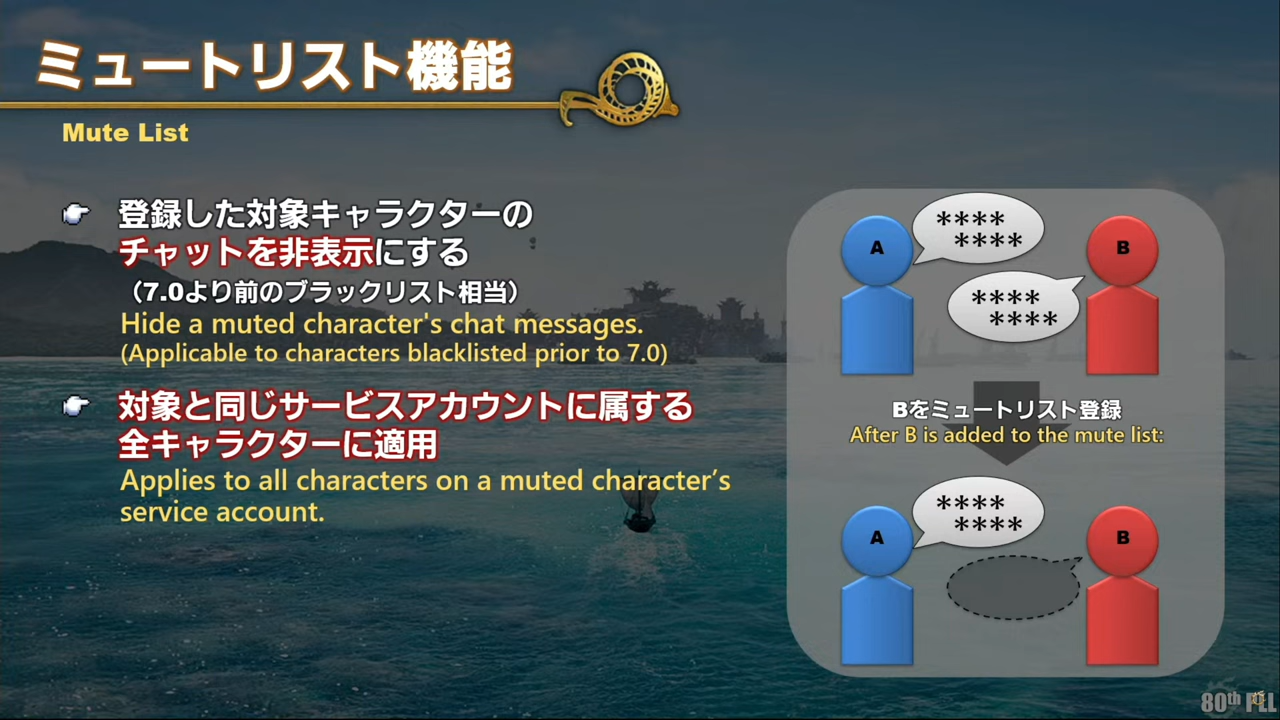 ミュートリスト機能
Mute List
登録した対象キャラクターの
チャットを非表示にする
（7.0より前のブラックリスト相当）
Hide a muted character's chat messages.
(Applicable to characters blacklisted prior to 7.0)
対象と同じサービスアカウントに属する
全キャラクターに適用
Applies to all characters on a muted character’s
service account.
A
****
****
B
****
****
Bをミュートリスト登録
After B is added to the mute list:
A
****
****
B
80th PLL